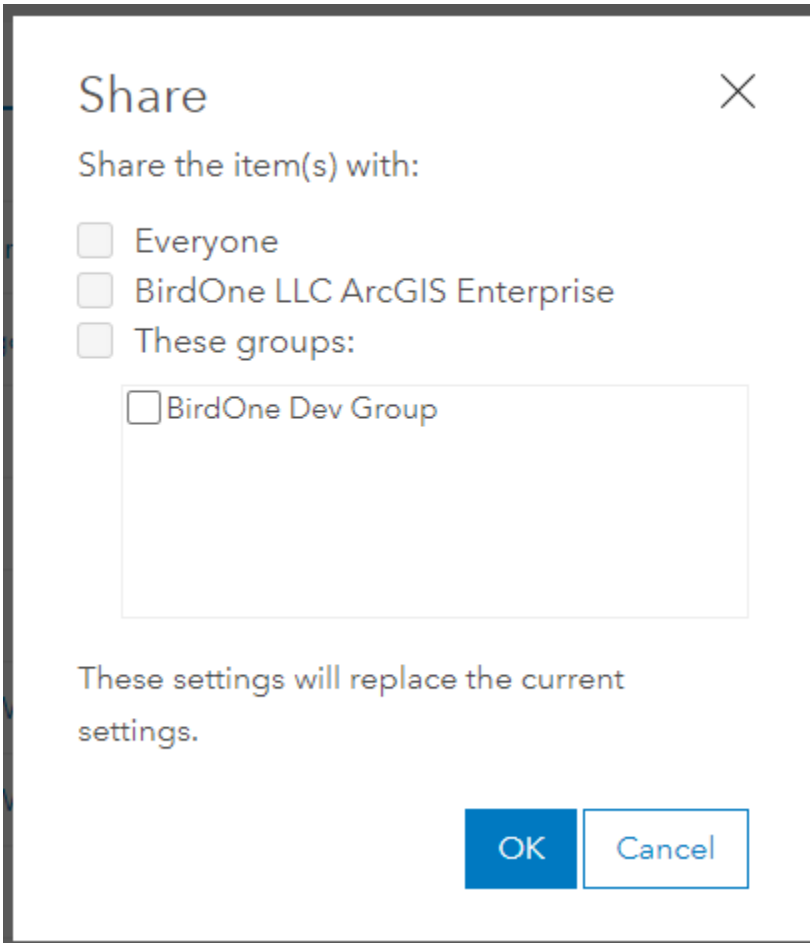 Share
Share the item(s) with:
Everyone
BirdOne LLC ArcGIS Enterprise
These groups:
BirdOne Dev Group
These settings will replace the current
settings.
OK
Cancel